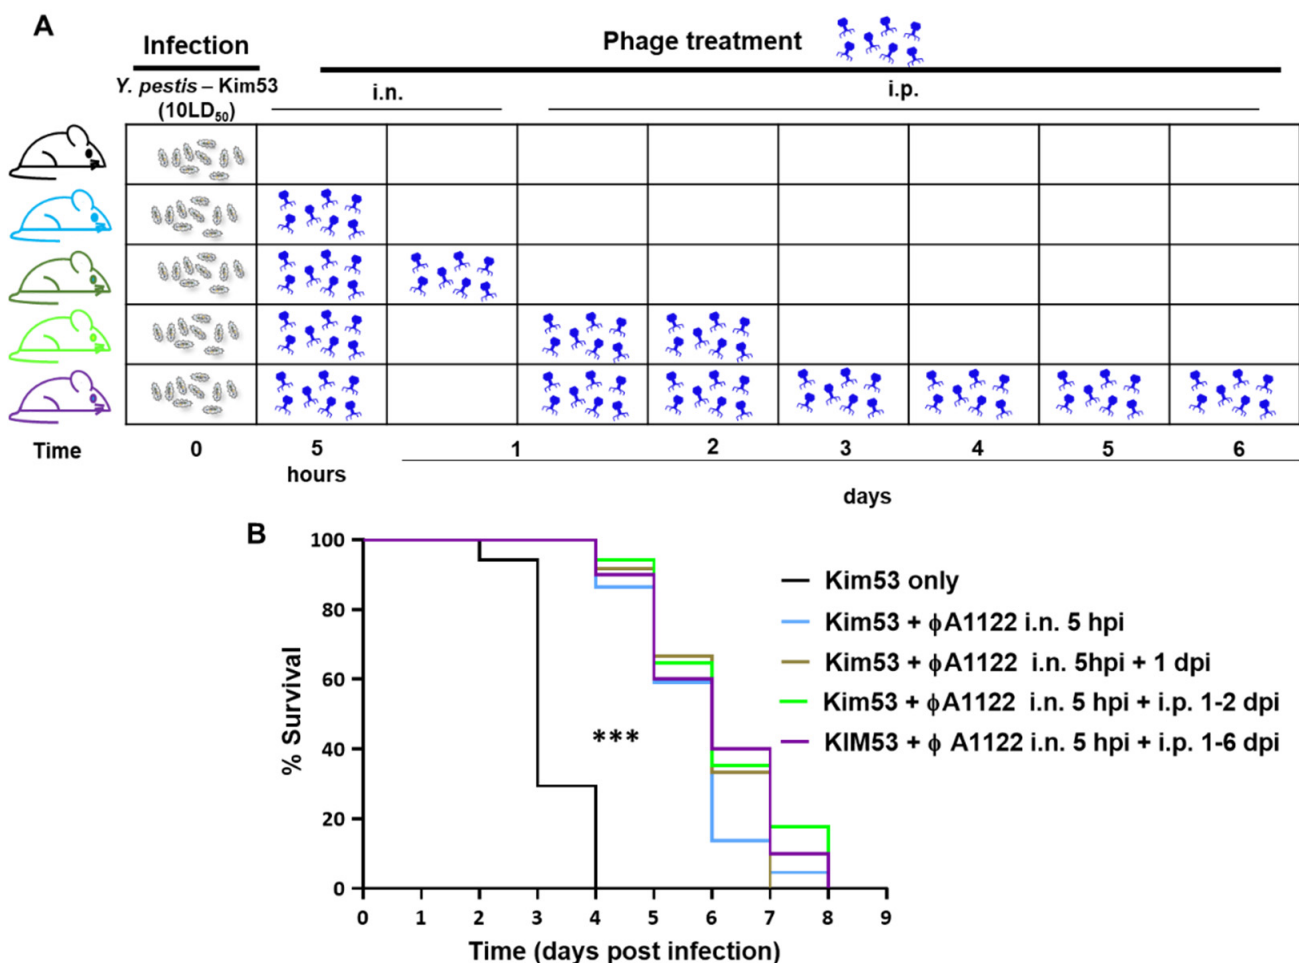 A
Infection
Phage treatment
Y. pestis – Kim53
(10LD50)
i.n.
i.p.
Time
0
5
1
2
3
4
5
6
hours
days
B
% Survival
100
80
60
40
20
0
***
Kim53 only
Kim53 + ϕA1122 i.n. 5 hpi
Kim53 + ϕA1122 i.n. 5hpi + 1 dpi
Kim53 + ϕA1122 i.n. 5 hpi + i.p. 1-2 dpi
KIM53 + ϕ A1122 i.n. 5 hpi + i.p. 1-6 dpi
0 1 2 3 4 5 6 7 8 9
Time (days post infection)